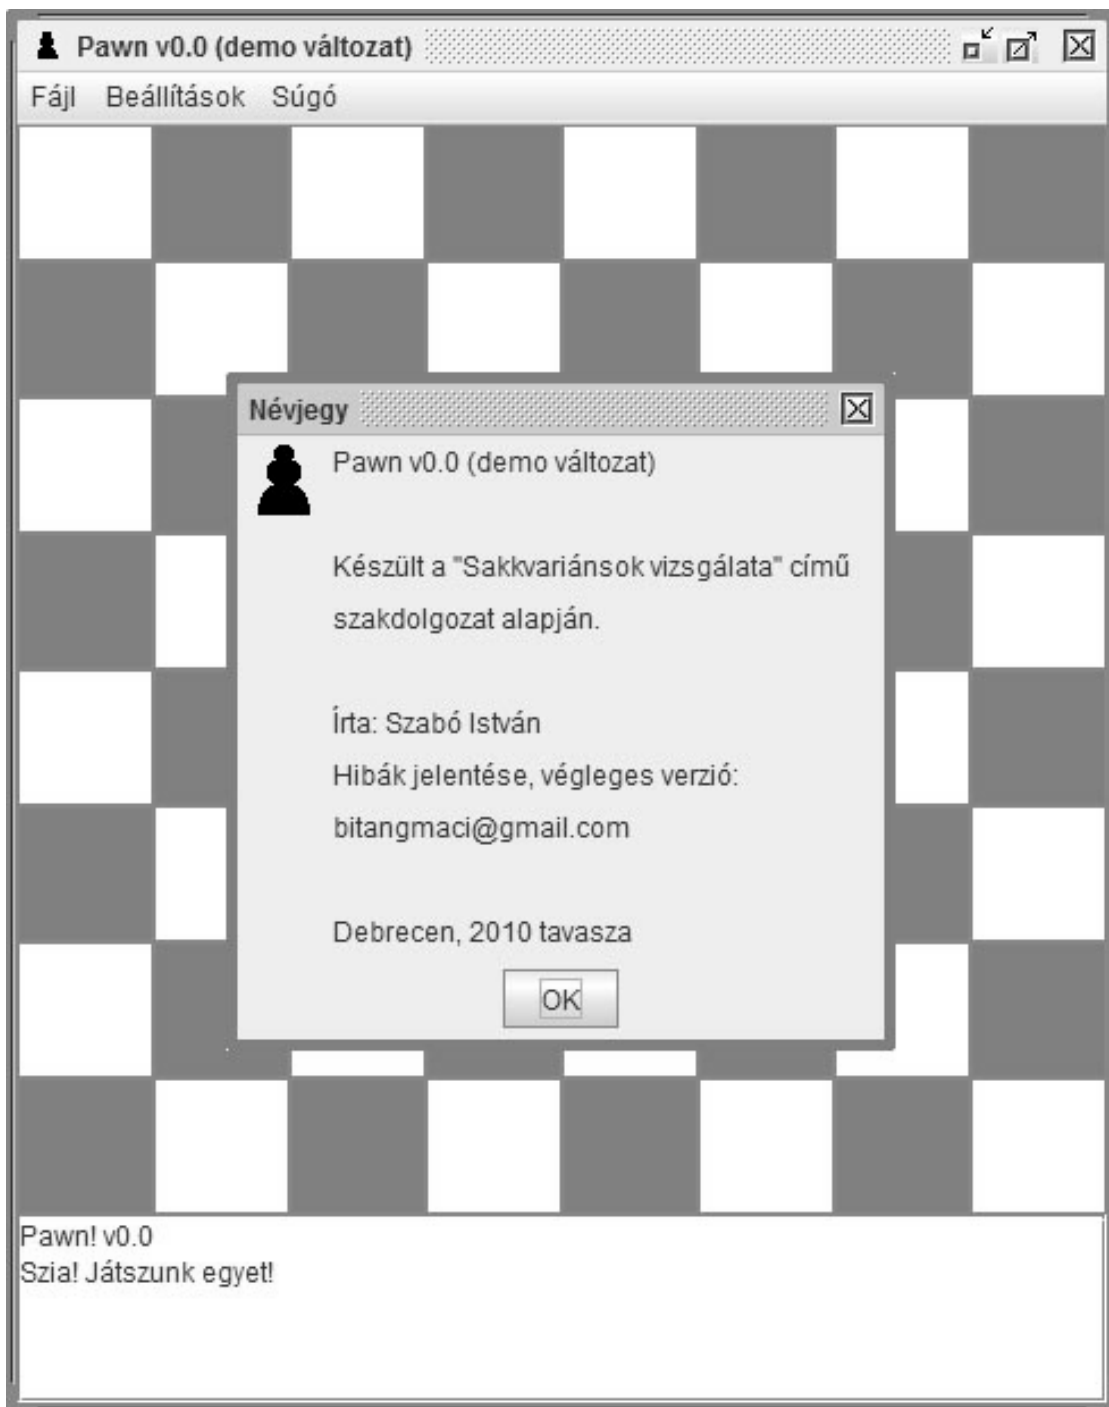 Pawn v0.0 (demo változat)
Fájl Beállítások Súgó
Névjegy
Pawn v0.0 (demo változat)
Készült a "Sakkvariánsok vizsgálata" című
szakdolgozat alapján.
Írta: Szabó István
Hibák jelentése, végleges verzió:
bitangmaci@gmail.com
Debrecen, 2010 tavasza
OK
Pawn! v0.0
Szia! Játszunk egyet!